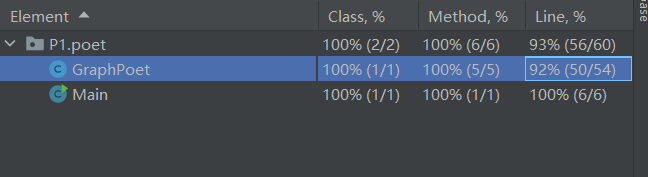 Element Class, % Method, % Line, %
P1.poet 100% (2/2) 100% (6/6) 93% (56/60)
GraphPoet 100% (1/1) 100% (5/5) 92% (50/54)
Main 100% (1/1) 100% (1/1) 100% (6/6)
ase